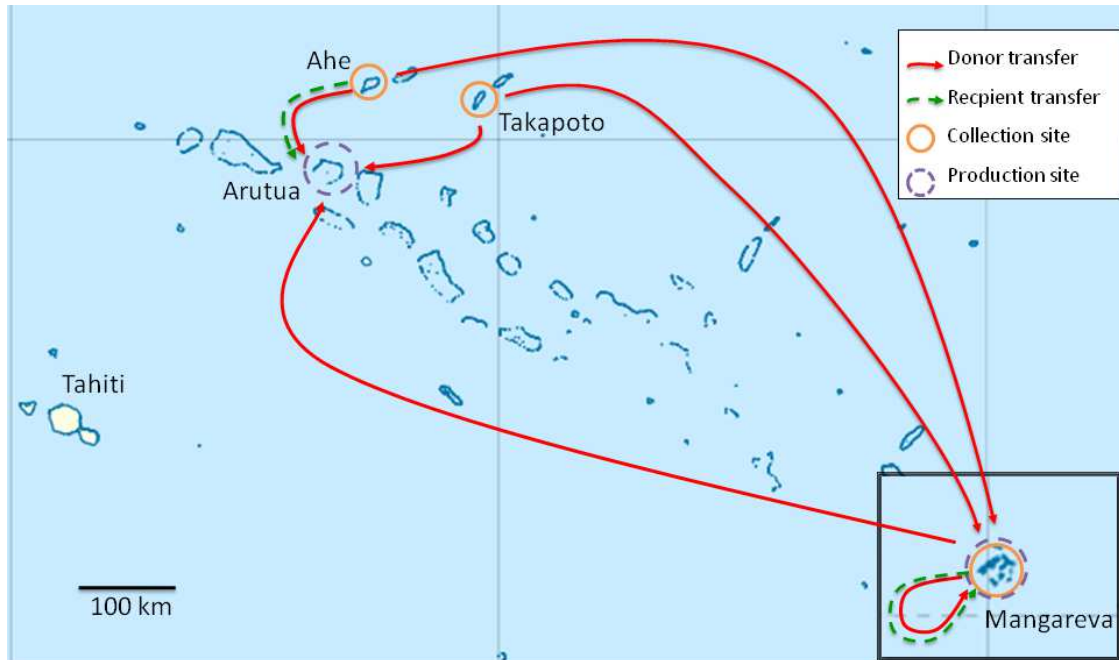 Ahe
Takapoto
Arutua
Tahiti
100 km
Mangareva
Donor transfer
Recpient transfer
Collection site
Production site